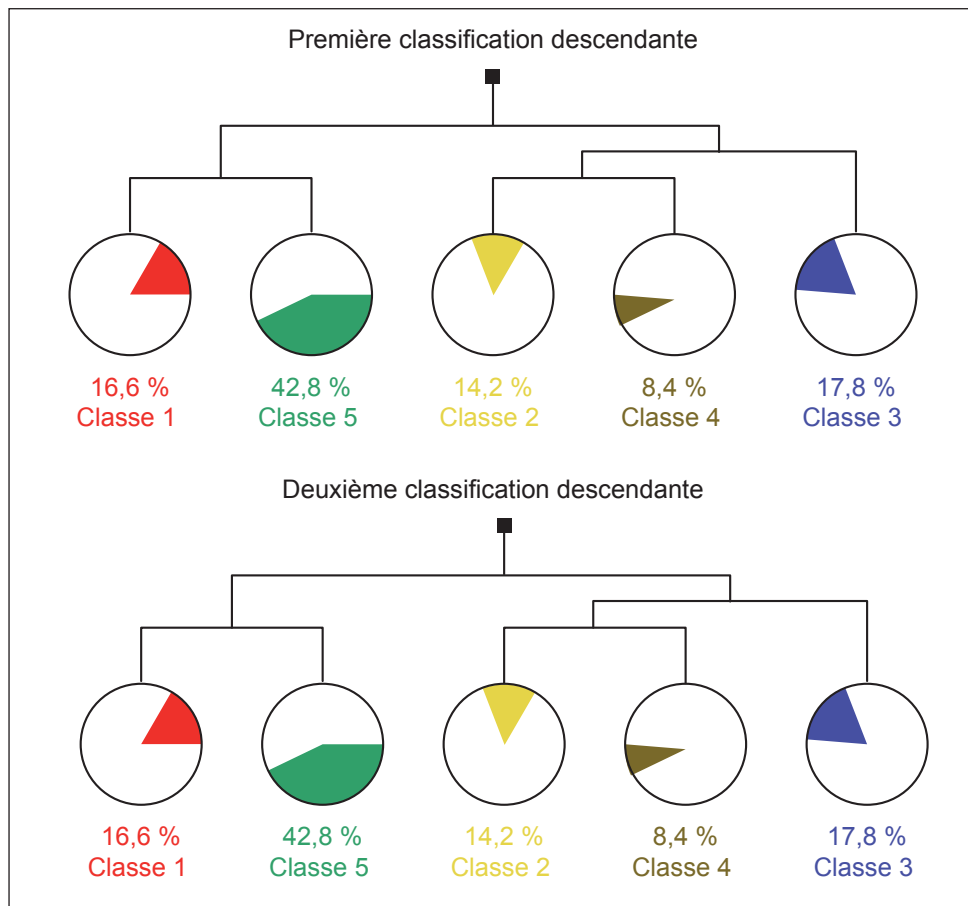 Première classification descendante
16,6 % 42,8 % 14,2 % 8,4 % 17,8 %
Classe 1 Classe 5 Classe 2 Classe 4 Classe 3
Deuxième classification descendante
16,6 % 42,8 % 14,2 % 8,4 % 17,8 %
Classe 1 Classe 5 Classe 2 Classe 4 Classe 3